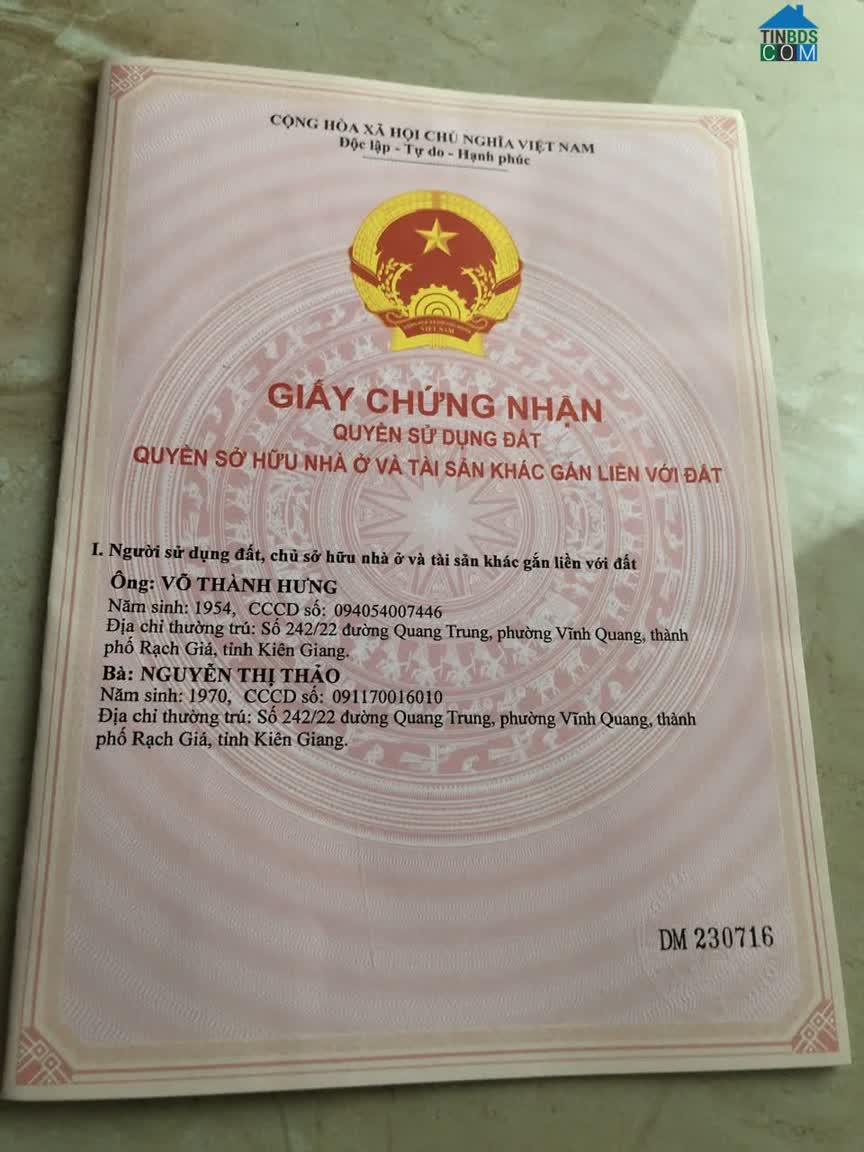 TINBDS
COM
CỘNG HÒA XÃ HỘI CHỦ NGHĨA VIỆT NAM
Độc lập - Tự do - Hạnh phúc
VIỆT NAM
GIẤY CHỨNG NHẬN
QUYỀN SỬ DỤNG ĐẤT
QUYỀN SỞ HỮU NHÀ Ở VÀ TÀI SẢN KHÁC GẮN LIỀN VỚI ĐẤT
I. Người sử dụng đất, chủ sở hữu nhà ở và tài sản khác gắn liền với đất
Ông: VÕ THÀNH HƯNG
Năm sinh: 1954, CCCD số: 094054007446
Địa chỉ thường trú: Số 242/22 đường Quang Trung, phường Vĩnh Quang, thành
phố Rạch Giá, tỉnh Kiên Giang.
Bà: NGUYỄN THỊ THẢO
Năm sinh: 1970, CCCD số: 091170016010
Địa chỉ thường trú: Số 242/22 đường Quang Trung, phường Vĩnh Quang, thành
phố Rạch Giá, tỉnh Kiên Giang.
DM 230716